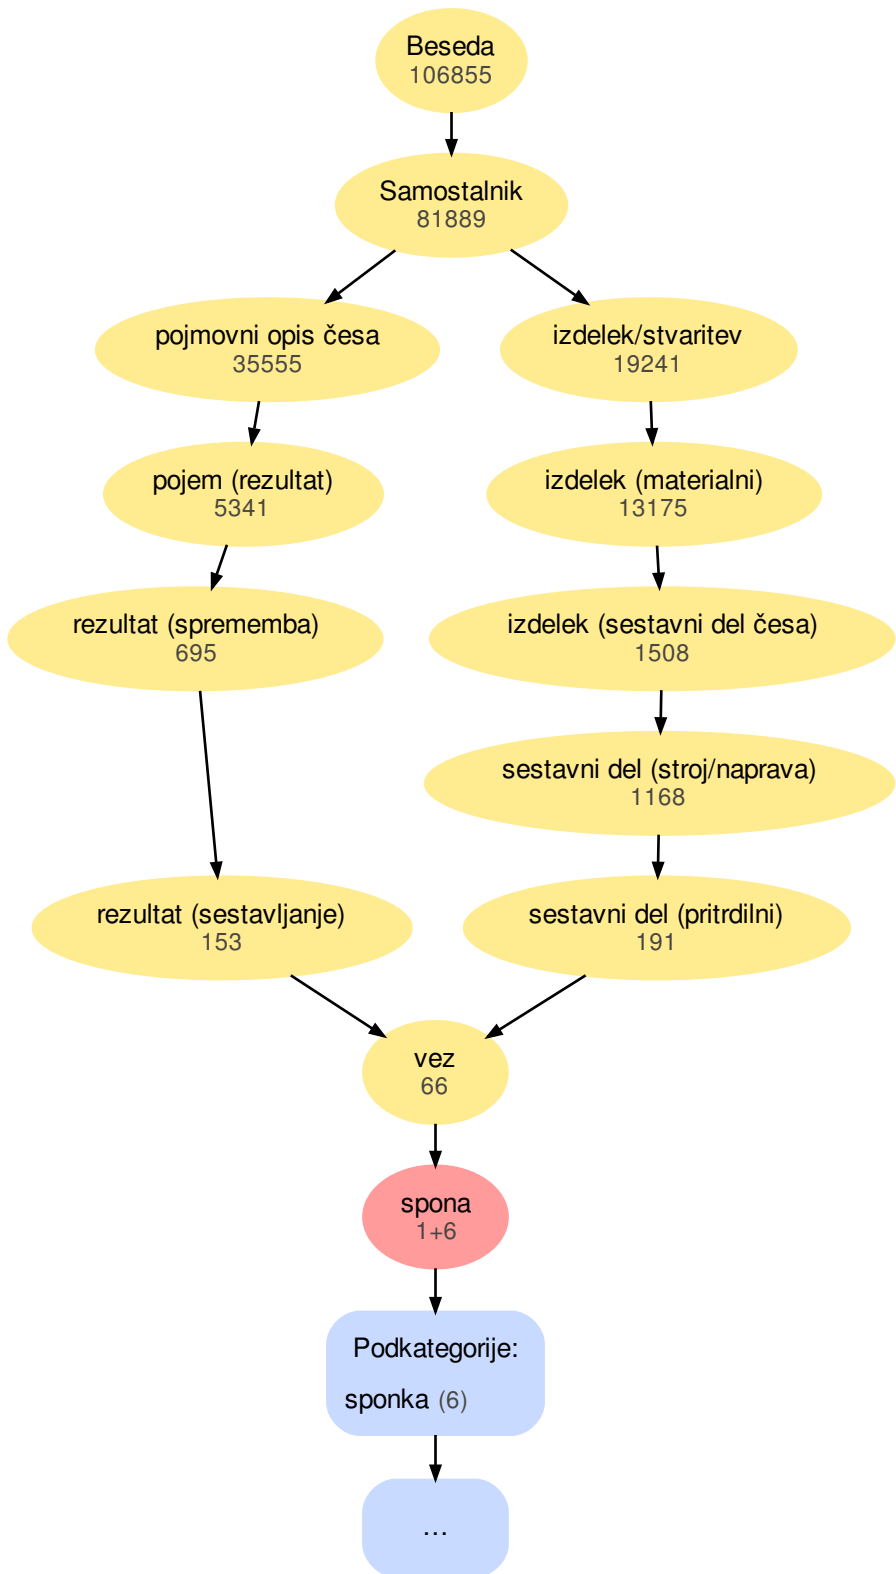 Beseda
106855
Samostalnik
81889
pojmovni opis česa
35555
izdelek/stvaritev
19241
pojem (rezultat)
5341
izdelek (materialni)
13175
rezultat (sprememba)
695
izdelek (sestavni del česa)
1508
sestavni del (stroj/naprava)
1168
rezultat (sestavljanje)
153
sestavni del (pritrdilni)
191
vez
66
spona
1+6
Podkategorije:
sponka (6)
...